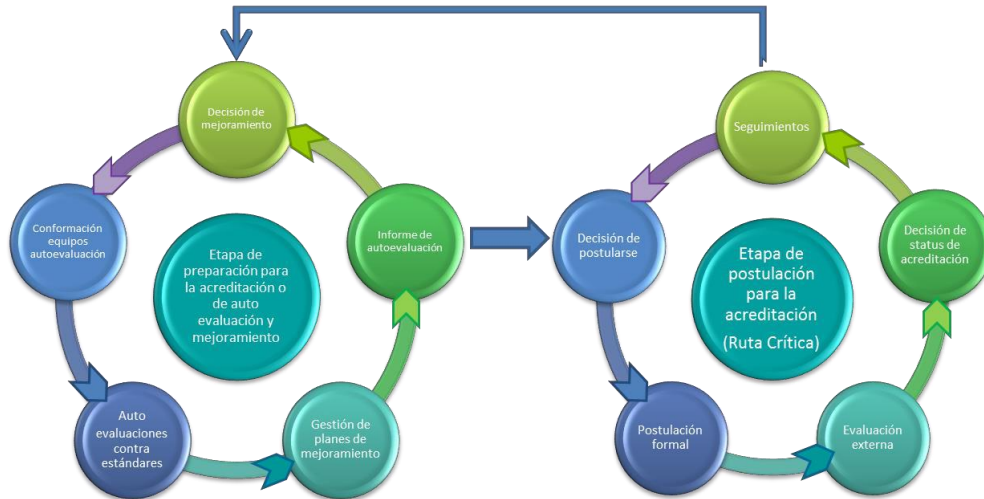 Decisión de
mejoramiento
Conformación
equipos
autoevaluación
Auto
evaluaciones
contra
estándares
Gestión de
planes de
mejoramiento
Informe de
autoevaluación
Etapa de
preparación para
la acreditación o
de auto
evaluación y
mejoramiento
Seguimientos
Decisión de
postularse
Postulación
formal
Evaluación
externa
Decisión de
status de
acreditación
Etapa de
postulación
para la
acreditación
(Ruta Crítica)